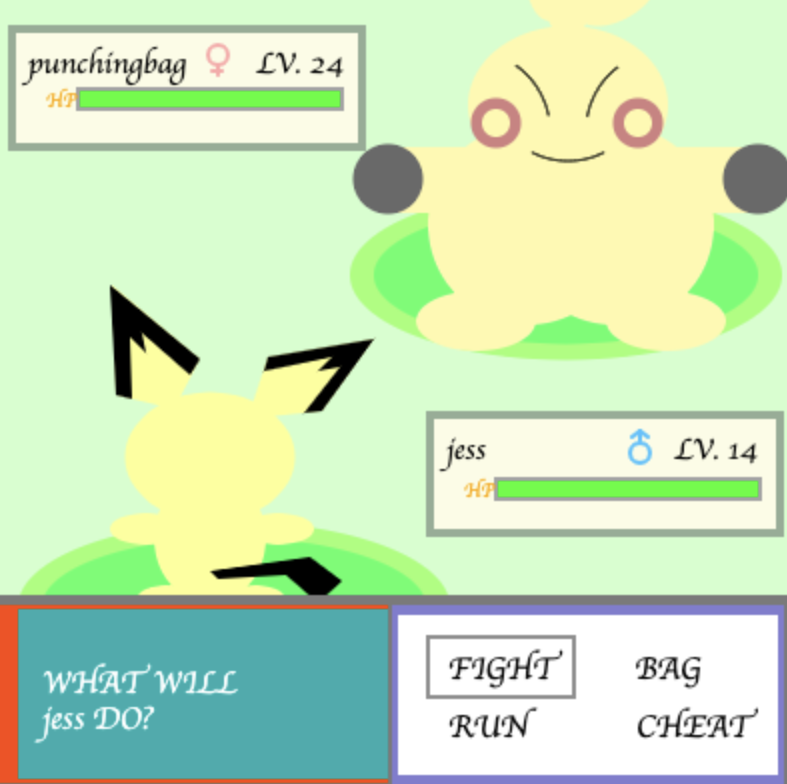 punchingbag ♀ LV. 24
HP
jess ♂ LV. 14
HP
WHAT WILL
jess DO?
FIGHT BAG
RUN CHEAT